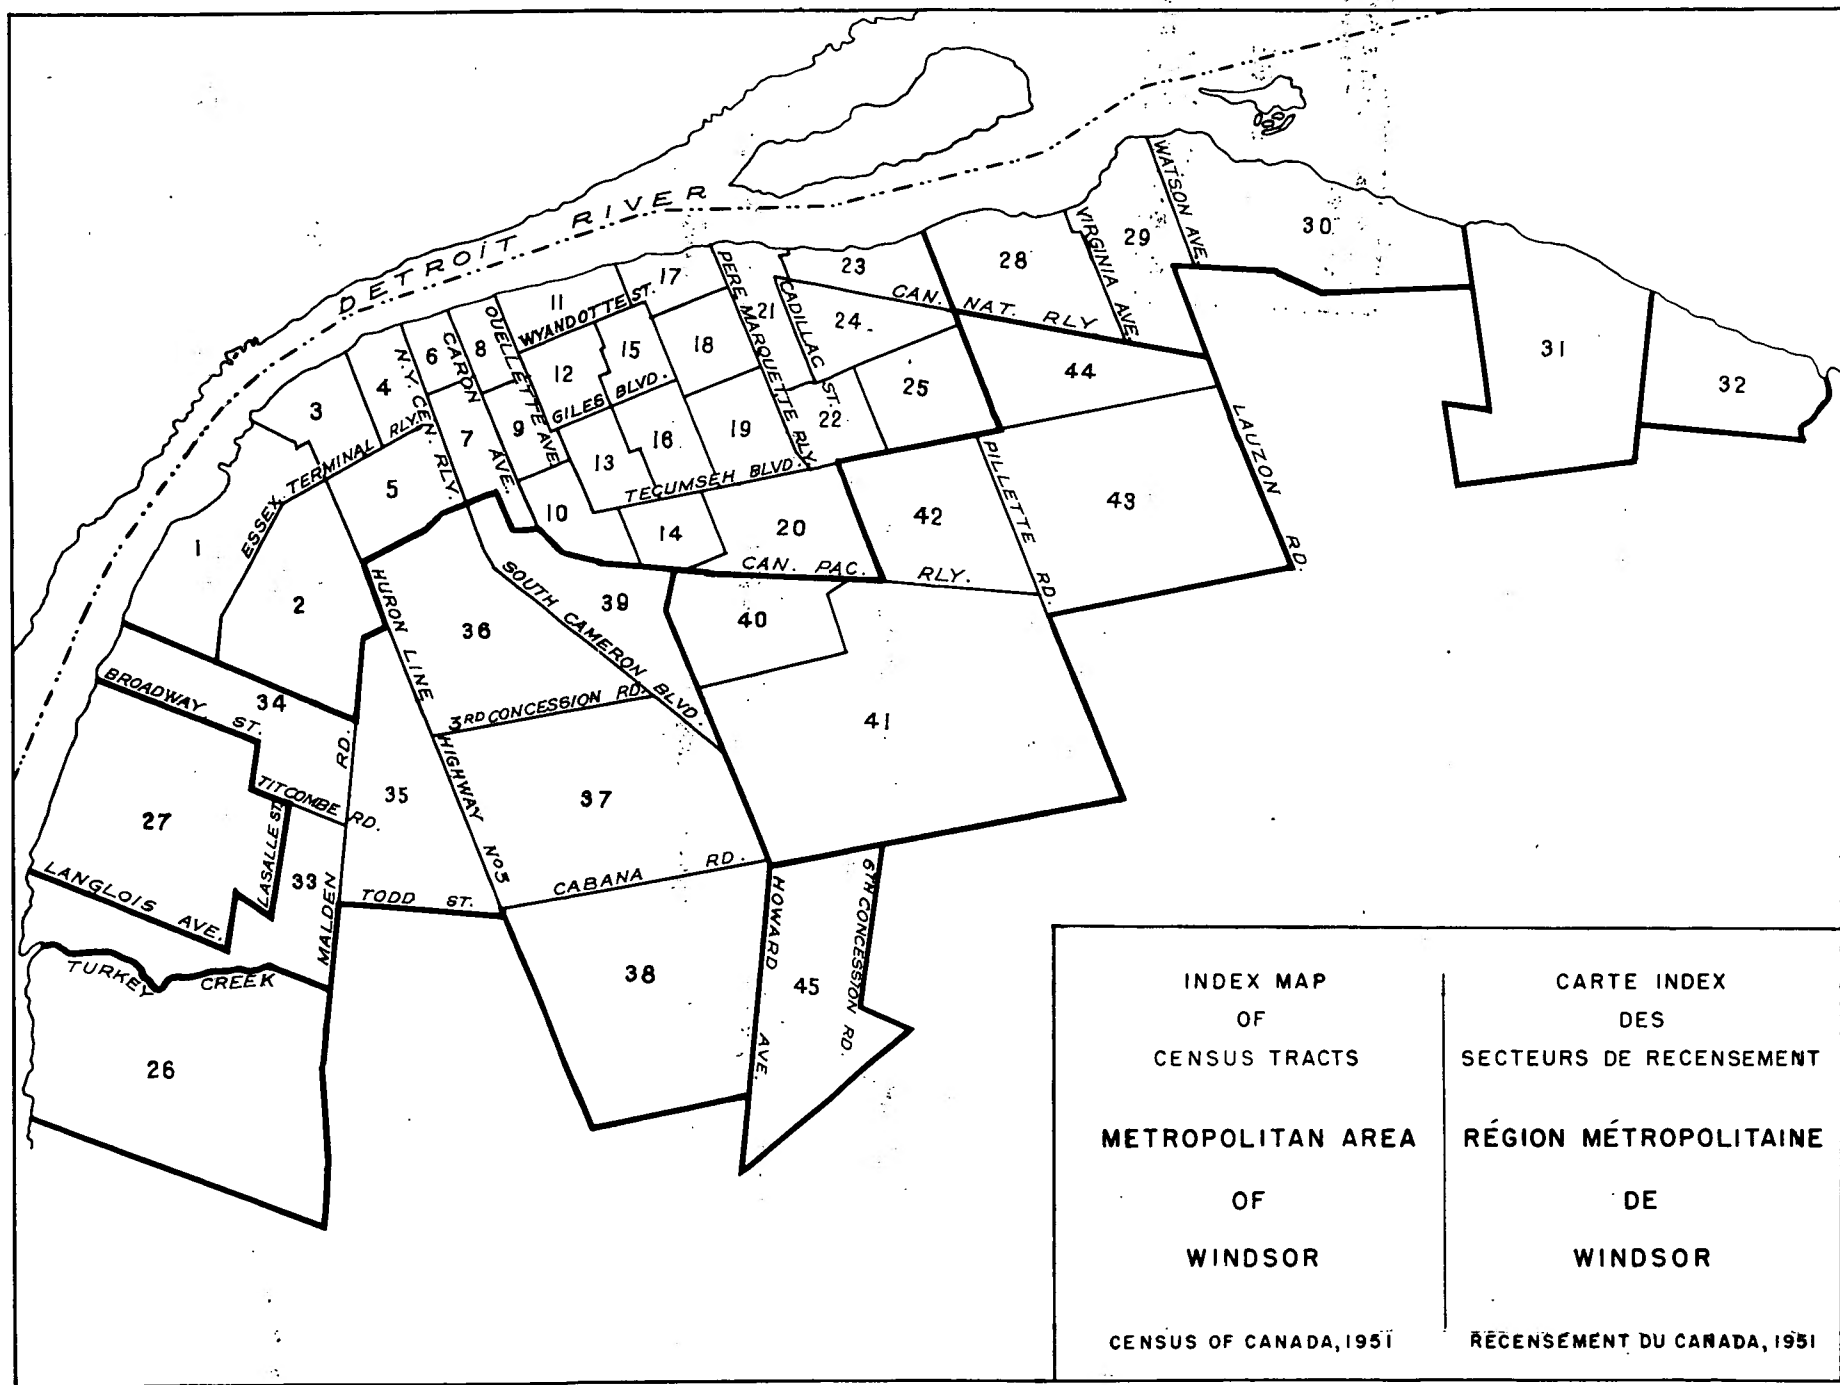 DETROIT RIVER
WATSON AVE.
30
29
VIRGINIA AVE.
28
23
CAN. NAT. RLY
17
11
WYANDOTTE ST.
PERE MARQUETTE RLY.
21
CADILLAC ST.
24
OUELLETTE AVE.
8
6
CARON AVE.
N.Y. CEN. RLY.
4
3
12
15
18
31
32
44
25
GILES BLVD.
22
LAUZON RD.
7
9
13
16
19
ESSEX TERMINAL RLY.
5
TECUMSEH BLVD.
PILLETTE RD.
43
42
1
10
14
20
CAN. PAC. RLY.
2
HURON LINE
36
SOUTH CAMERON BLVD.
39
40
BROADWAY ST.
34
3RD CONCESSION RD.
41
HIGHWAY No3
TITCOMBE RD.
35
37
27
LASALLE ST.
33
MALDEN RD.
LANGLOIS AVE.
TODD ST.
CABANA RD.
HOWARD AVE.
6TH CONCESSION RD.
TURKEY CREEK
38
45
26
INDEX MAP
OF
CENSUS TRACTS
METROPOLITAN AREA
OF
WINDSOR
CENSUS OF CANADA, 1951
CARTE INDEX
DES
SECTEURS DE RECENSEMENT
RÉGION MÉTROPOLITAINE
DE
WINDSOR
RECENSEMENT DU CANADA, 1951